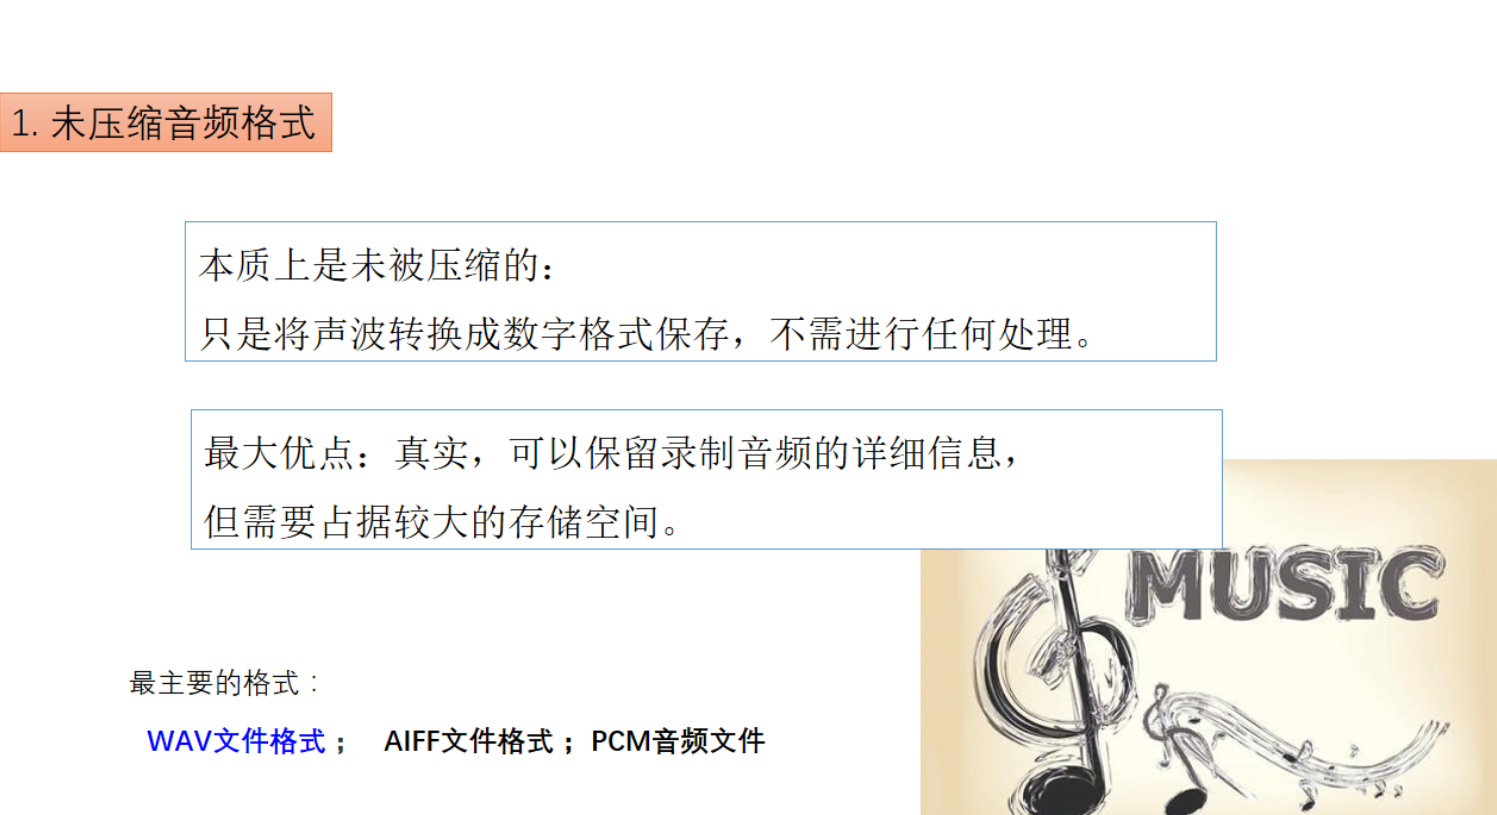 1. 未压缩音频格式
本质上是未被压缩的：
只是将声波转换成数字格式保存，不需进行任何处理。
最大优点：真实，可以保留录制音频的详细信息，
但需要占据较大的存储空间。
MUSIC
最主要的格式：
WAV文件格式； AIFF文件格式；PCM音频文件